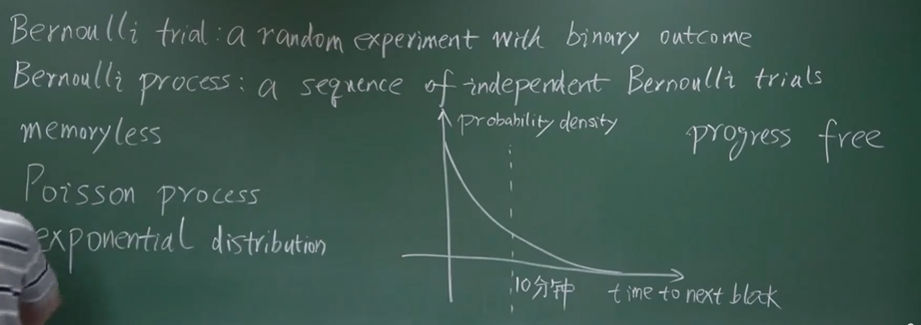 Bernoulli trial: a random experiment with binary outcome
Bernoulli process: a sequence of independent Bernoulli trials
memoryless
probability density
progress free
Poisson process
exponential distribution
10分钟
time to next block